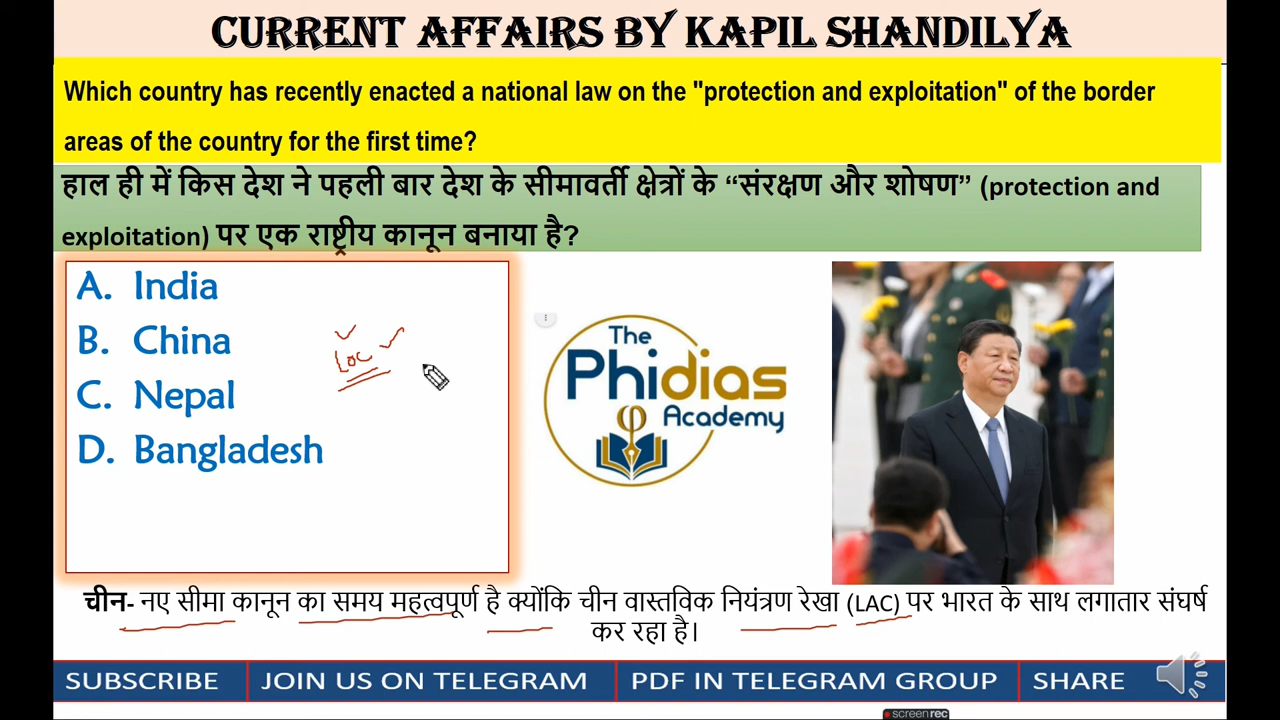 CURRENT AFFAIRS BY KAPIL SHANDILYA
Which country has recently enacted a national law on the "protection and exploitation" of the border
areas of the country for the first time?
हाल ही में किस देश ने पहली बार देश के सीमावर्ती क्षेत्रों के “संरक्षण और शोषण” (protection and
exploitation) पर एक राष्ट्रीय कानून बनाया है?
A. India
B. China
C. Nepal
D. Bangladesh
LOC
The
Phidias
Academy
चीन- नए सीमा कानून का समय महत्वपूर्ण है क्योंकि चीन वास्तविक नियंत्रण रेखा (LAC) पर भारत के साथ लगातार संघर्ष
कर रहा है।
SUBSCRIBE
JOIN US ON TELEGRAM
PDF IN TELEGRAM GROUP
SHARE
screenrec